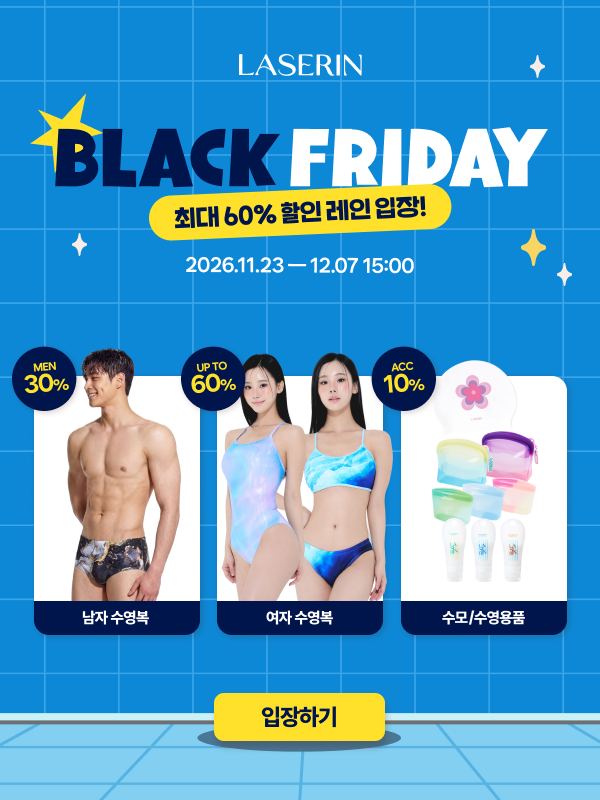 LASERIN
BLACK FRIDAY
최대 60% 할인 레인 입장!
2026.11.23 — 12.07 15:00
MEN
30%
UP TO
60%
ACC
10%
남자 수영복
여자 수영복
수모/수영용품
입장하기